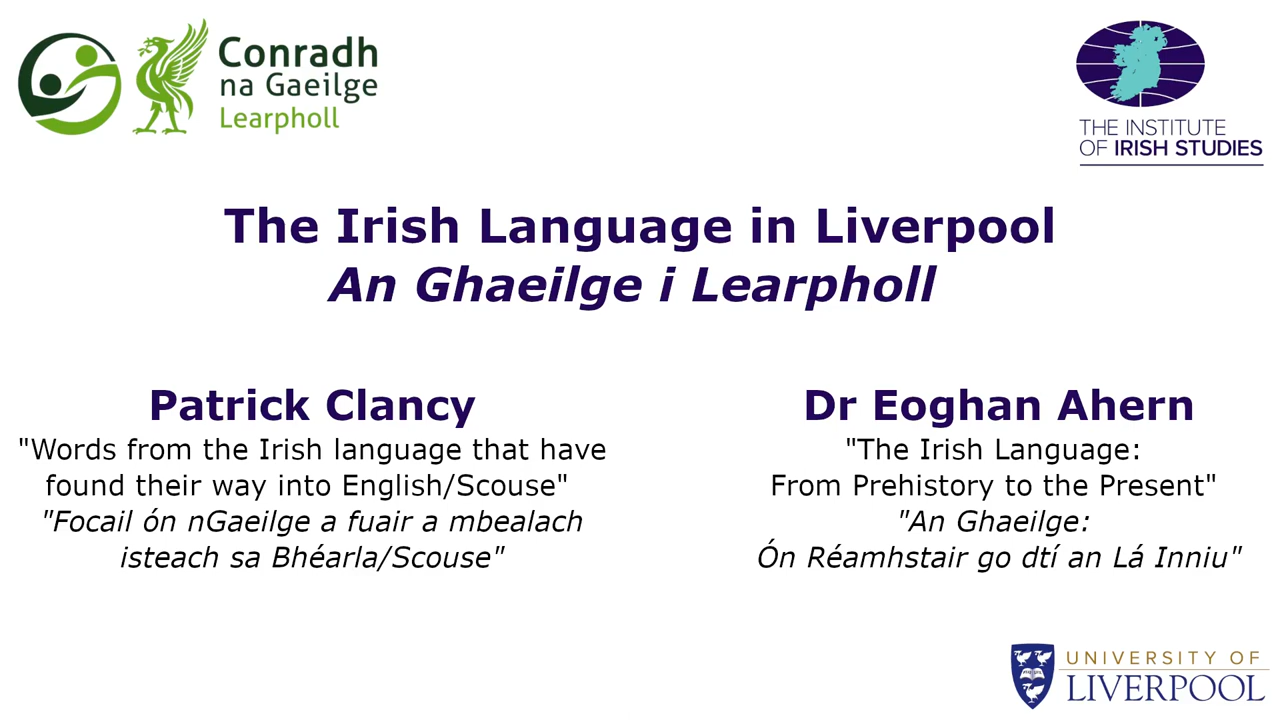 Conradh
na Gaeilge
Learpholl
THE INSTITUTE
OF IRISH STUDIES
The Irish Language in Liverpool
An Ghaeilge i Learpholl
Patrick Clancy
"Words from the Irish language that have
found their way into English/Scouse"
"Focail ón nGaeilge a fuair a mbealach
isteach sa Bhéarla/Scouse"
Dr Eoghan Ahern
"The Irish Language:
From Prehistory to the Present"
"An Ghaeilge:
Ón Réamhstair go dtí an Lá Inniu"
UNIVERSITY OF
LIVERPOOL